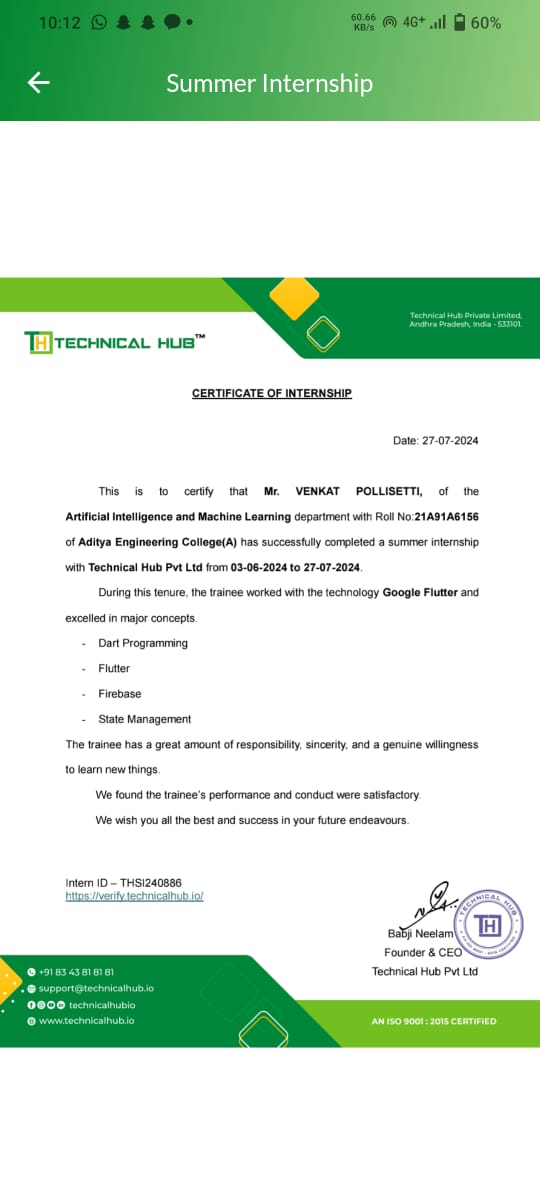 10:12
60.66
KB/s
4G+
60%
Summer Internship
Technical Hub Private Limited,
Andhra Pradesh, India - 533101.
TH TECHNICAL HUB™
CERTIFICATE OF INTERNSHIP
Date: 27-07-2024
This is to certify that Mr. VENKAT POLLISETTI, of the
Artificial Intelligence and Machine Learning department with Roll No:21A91A6156
of Aditya Engineering College(A) has successfully completed a summer internship
with Technical Hub Pvt Ltd from 03-06-2024 to 27-07-2024.
During this tenure, the trainee worked with the technology Google Flutter and
excelled in major concepts.
- Dart Programming
- Flutter
- Firebase
- State Management
The trainee has a great amount of responsibility, sincerity, and a genuine willingness
to learn new things.
We found the trainee's performance and conduct were satisfactory.
We wish you all the best and success in your future endeavours.
Intern ID – THSI240886
https://verify.technicalhub.io/
TECHNICAL HUB
TH
Babji Neelam
Founder & CEO
Technical Hub Pvt Ltd
+91 83 43 81 81 81
support@technicalhub.io
technicalhubio
www.technicalhub.io
AN ISO 9001 : 2015 CERTIFIED